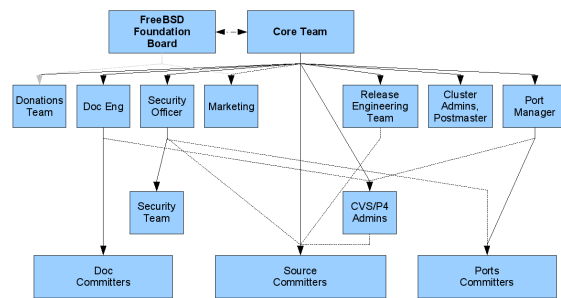 FreeBSD
Foundation
Board
Core Team
Donations
Team
Doc Eng
Security
Officer
Marketing
Release
Engineering
Team
Cluster
Admins,
Postmaster
Port
Manager
Security
Team
CVS/P4
Admins
Doc
Committers
Source
Committers
Ports
Committers